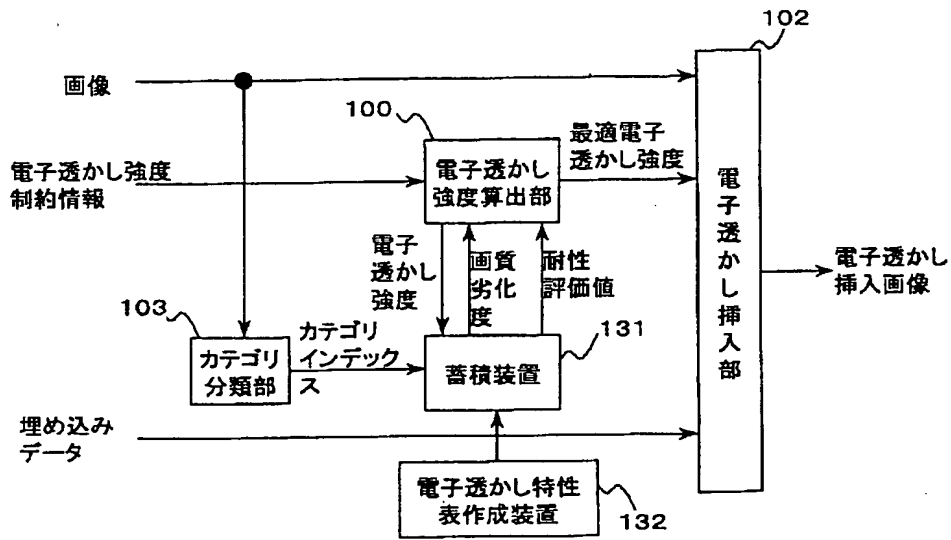 102
画像
100
最適電子
透かし強度
電子透かし強度
制約情報
電子透かし
強度算出部
電子
透かし
強度
画質
劣化
度
耐性
評価値
電子透かし挿入部
電子透かし
挿入画像
103
カテゴリ
分類部
カテゴリ
インデック
ス
131
蓄積装置
埋め込み
データ
電子透かし特性
表作成装置
132